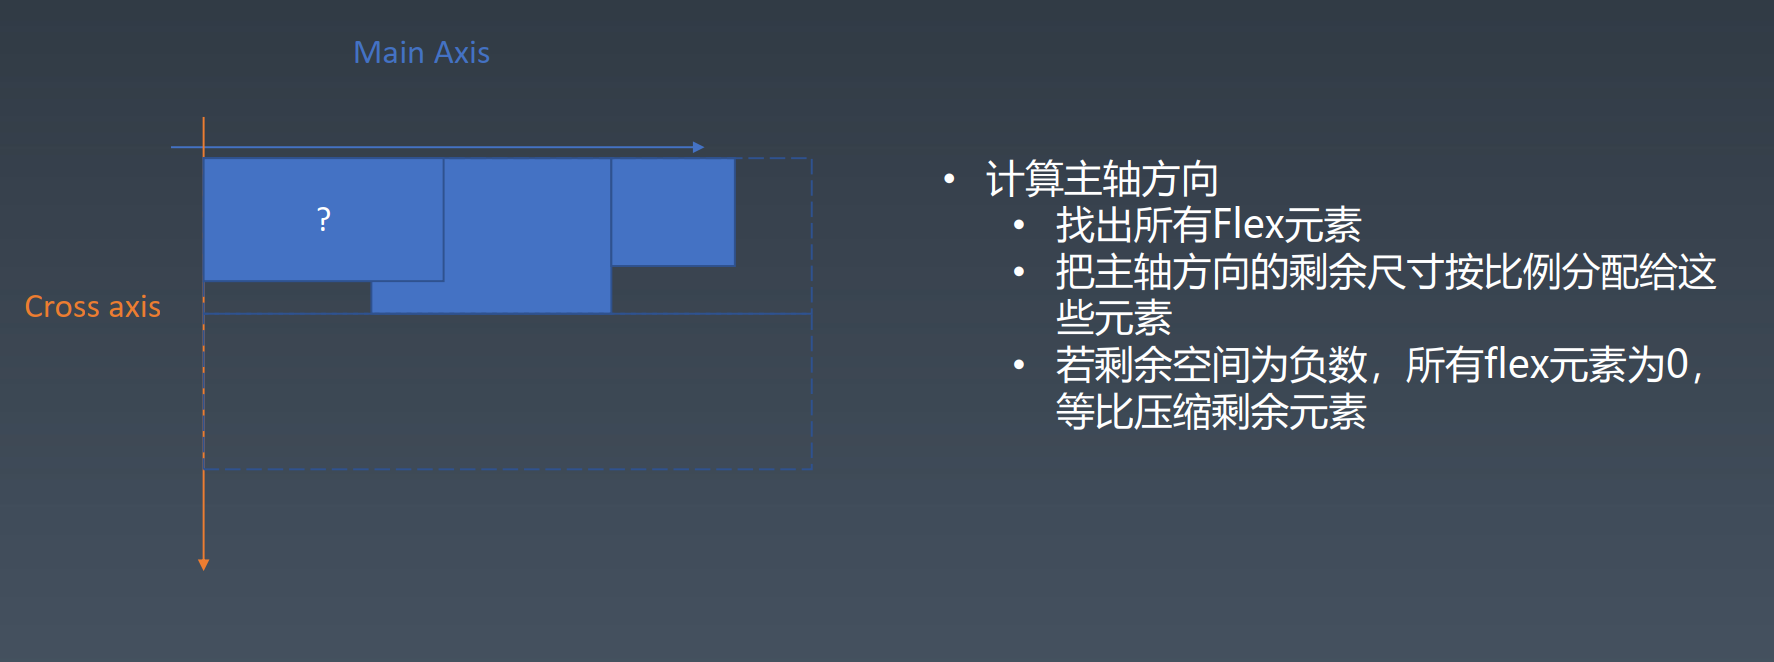 Main Axis
?
Cross axis
• 计算主轴方向
• 找出所有Flex元素
• 把主轴方向的剩余尺寸按比例分配给这
些元素
• 若剩余空间为负数，所有flex元素为0，
等比压缩剩余元素